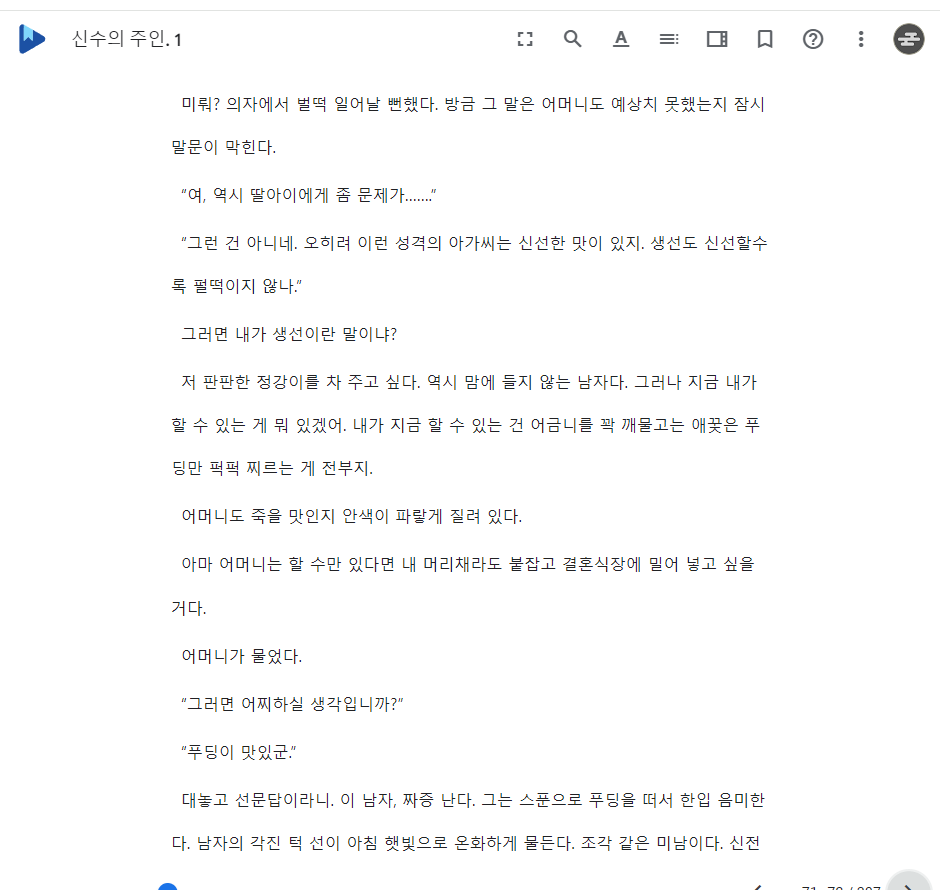 신수의 주인. 1
미뤄? 의자에서 벌떡 일어날 뻔했다. 방금 그 말은 어머니도 예상치 못했는지 잠시
말문이 막힌다.
“여, 역시 딸아이에게 좀 문제가…….”
“그런 건 아니네. 오히려 이런 성격의 아가씨는 신선한 맛이 있지. 생선도 신선할수
록 펄떡이지 않나.”
그러면 내가 생선이란 말이냐?
저 판판한 정강이를 차 주고 싶다. 역시 맘에 들지 않는 남자다. 그러나 지금 내가
할 수 있는 게 뭐 있겠어. 내가 지금 할 수 있는 건 어금니를 꽉 깨물고는 애꿎은 푸
딩만 퍽퍽 찌르는 게 전부지.
어머니도 죽을 맛인지 안색이 파랗게 질려 있다.
아마 어머니는 할 수만 있다면 내 머리채라도 붙잡고 결혼식장에 밀어 넣고 싶을
거다.
어머니가 물었다.
“그러면 어찌하실 생각입니까?”
“푸딩이 맛있군.”
대놓고 선문답이라니. 이 남자, 짜증 난다. 그는 스푼으로 푸딩을 떠서 한입 음미한
다. 남자의 각진 턱 선이 아침 햇빛으로 온화하게 물든다. 조각 같은 미남이다. 신전